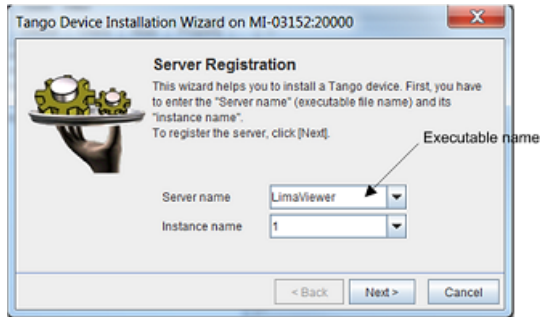 Tango Device Installation Wizard on MI-03152:20000
Server Registration
This wizard helps you to install a Tango device. First, you have
to enter the "Server name" (executable file name) and its
"instance name".
To register the server, click [Next].
Executable name
Server name LimaViewer
Instance name 1
< Back Next > Cancel